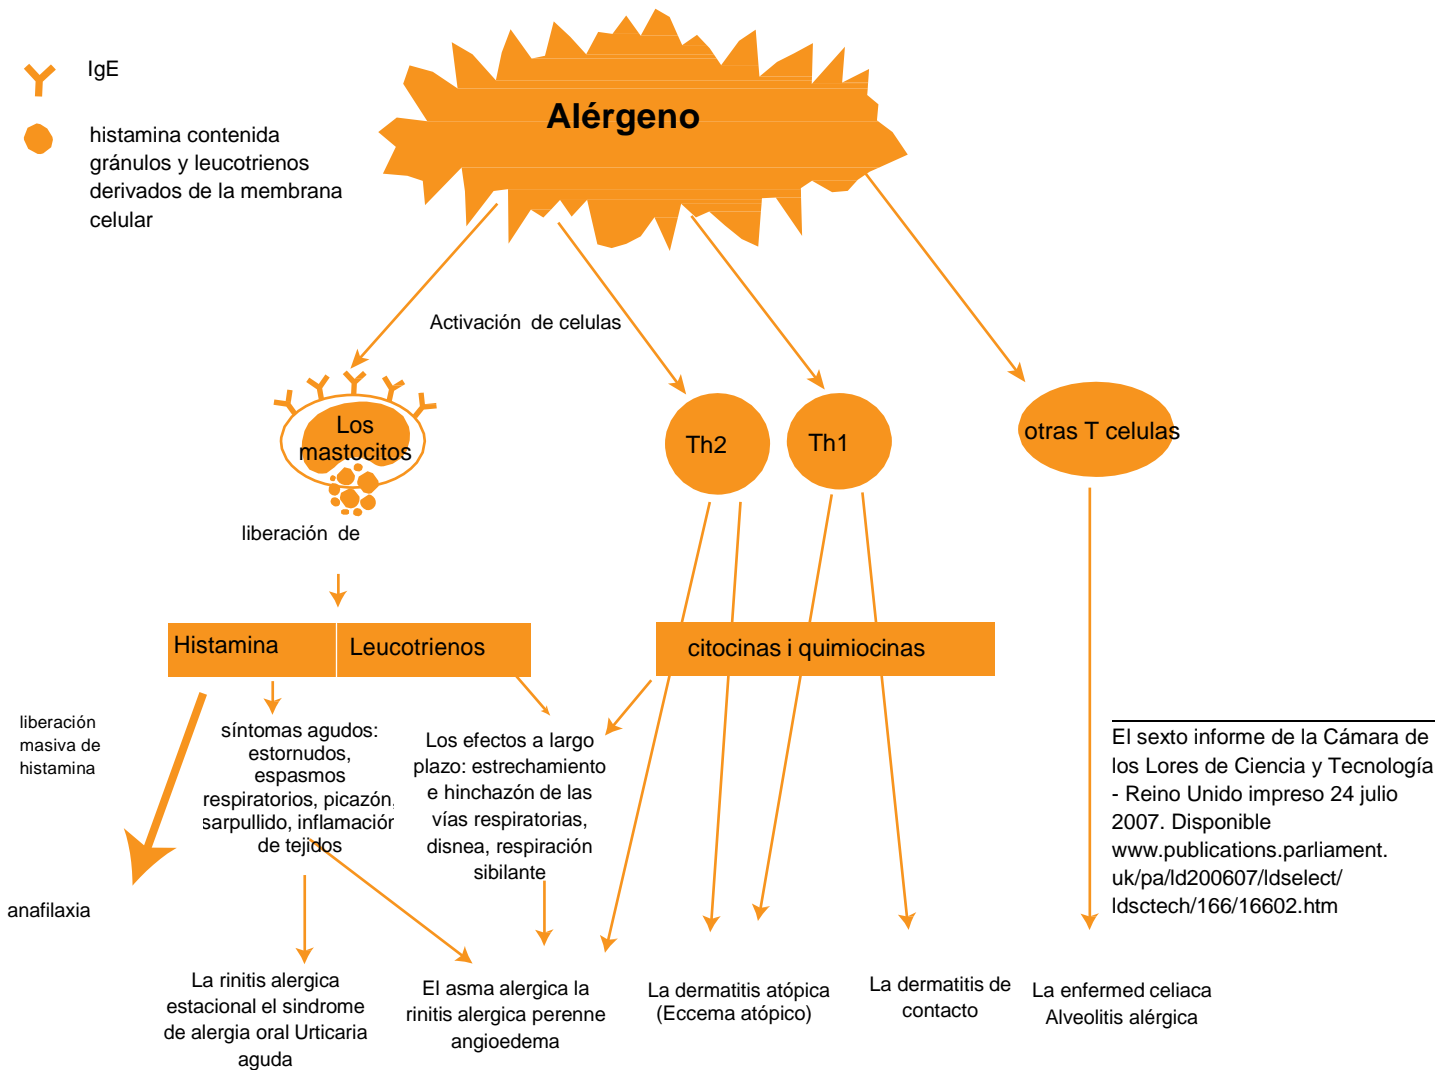 IgE
histamina contenida
gránulos y leucotrienos
derivados de la membrana
celular
Alérgeno
Activación de celulas
Los
mastocitos
Th2
Th1
otras T celulas
liberación de
Histamina
Leucotrienos
citocinas i quimiocinas
liberación
masiva de
histamina
síntomas agudos:
estornudos,
espasmos
respiratorios, picazón,
sarpullido, inflamación
de tejidos
Los efectos a largo
plazo: estrechamiento
e hinchazón de las
vías respiratorias,
disnea, respiración
sibilante
El sexto informe de la Cámara de
los Lores de Ciencia y Tecnología
- Reino Unido impreso 24 julio
2007. Disponible
www.publications.parliament.
uk/pa/ld200607/ldselect/
ldsctech/166/16602.htm
anafilaxia
La rinitis alergica
estacional el sindrome
de alergia oral Urticaria
aguda
El asma alergica la
rinitis alergica perenne
angioedema
La dermatitis atópica
(Eccema atópico)
La dermatitis de
contacto
La enfermed celiaca
Alveolitis alérgica